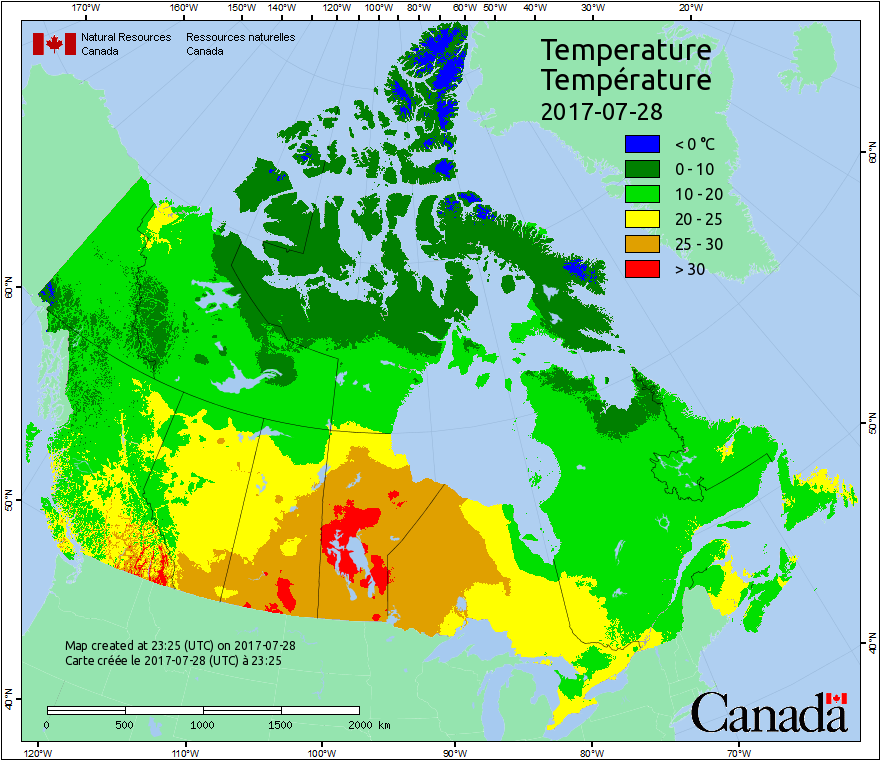 170°W 160°W 150°W 140°W 120°W 100°W 80°W 60°W 50°W 40°W 30°W 20°W
Natural Resources Ressources naturelles
Canada Canada
Temperature
Température
2017-07-28
< 0 °C
0 - 10
10 - 20
20 - 25
25 - 30
> 30
60°N
60°N
50°N
50°N
40°N
40°N
Map created at 23:25 (UTC) on 2017-07-28
Carte créée le 2017-07-28 (UTC) à 23:25
0 500 1000 1500 2000 km
Canada
120°W 110°W 100°W 90°W 80°W 70°W